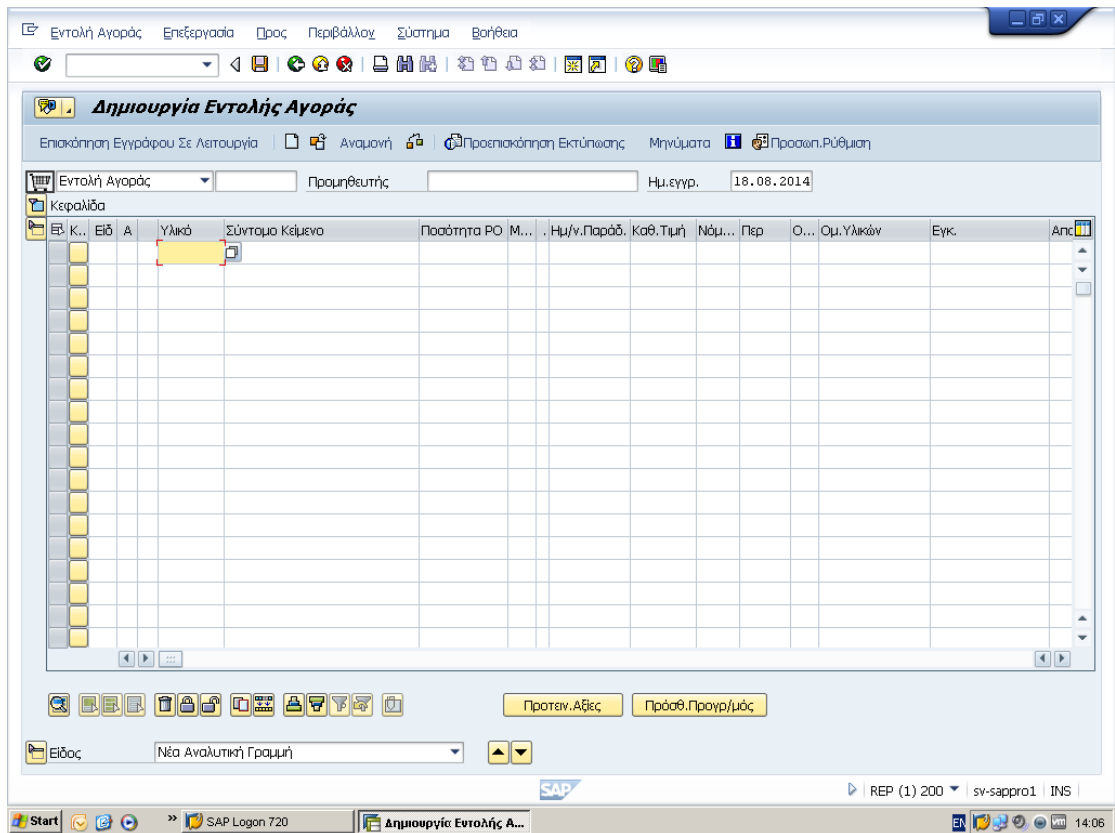 Εντολή Αγοράς Επεξεργασία Προς Περιβάλλον Σύστημα Βοήθεια
Δημιουργία Εντολής Αγοράς
Επισκόπηση Εγγράφου Σε Λειτουργία Αναμονή Προεπισκόπηση Εκτύπωσης Μηνύματα Προσωπ.Ρύθμιση
Εντολή Αγοράς Προμηθευτής Ημ.εγγρ. 18.08.2014
Κεφαλίδα
Κ.. Είδ Α Υλικό Σύντομο Κείμενο Ποσότητα PO Μ... . Ημ/ν.Παράδ. Καθ.Τιμή Νόμ... Περ Ο... Ομ.Υλικών Εγκ. Απο
Προτειν.Αξίες Πρόσθ.Προγρ/μός
Είδος Νέα Αναλυτική Γραμμή
SAP
REP (1) 200 sv-sappro1 INS
Start » SAP Logon 720 Δημιουργία Εντολής Α... EN 14:06